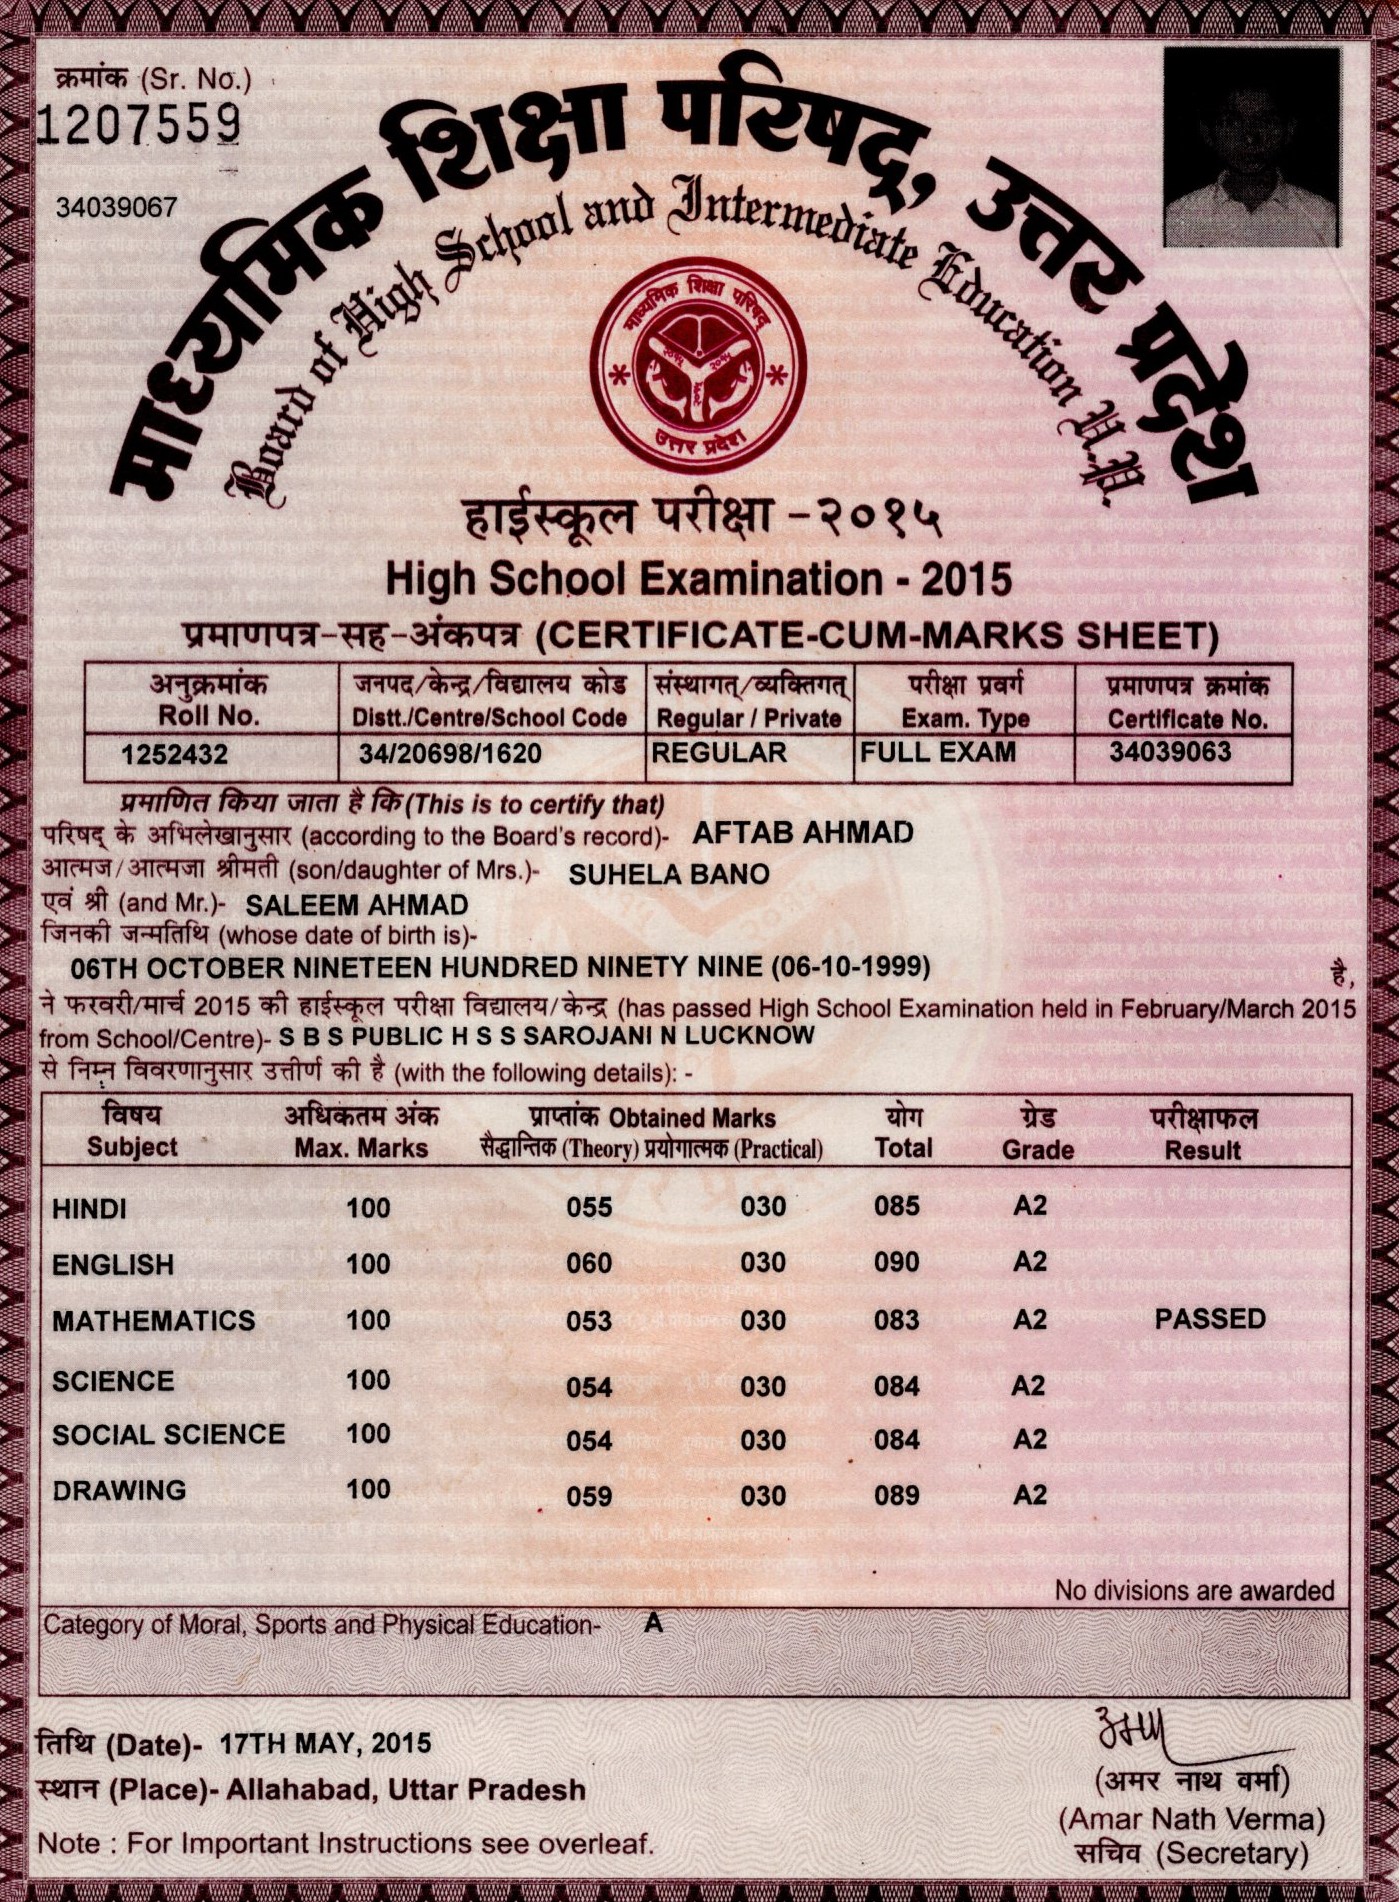 क्रमांक (Sr. No.)
1207559
34039067
माध्यमिक शिक्षा परिषद्, उत्तर प्रदेश
Board of High School and Intermediate Education U.P.
माध्यमिक शिक्षा परिषद्
उत्तर प्रदेश
हाईस्कूल परीक्षा -२०१५
High School Examination - 2015
प्रमाणपत्र-सह-अंकपत्र (CERTIFICATE-CUM-MARKS SHEET)
अनुक्रमांक जनपद/केन्द्र/विद्यालय कोड संस्थागत्/व्यक्तिगत् परीक्षा प्रवर्ग प्रमाणपत्र क्रमांक
Roll No. Distt./Centre/School Code Regular / Private Exam. Type Certificate No.
1252432 34/20698/1620 REGULAR FULL EXAM 34039063
प्रमाणित किया जाता है कि (This is to certify that)
परिषद् के अभिलेखानुसार (according to the Board's record)- AFTAB AHMAD
आत्मज/आत्मजा श्रीमती (son/daughter of Mrs.)- SUHELA BANO
एवं श्री (and Mr.)- SALEEM AHMAD
जिनकी जन्मतिथि (whose date of birth is)-
06TH OCTOBER NINETEEN HUNDRED NINETY NINE (06-10-1999) है,
ने फरवरी/मार्च 2015 की हाईस्कूल परीक्षा विद्यालय/केन्द्र (has passed High School Examination held in February/March 2015
from School/Centre)- S B S PUBLIC H S S SAROJANI N LUCKNOW
से निम्न विवरणानुसार उत्तीर्ण की है (with the following details): -
विषय अधिकतम अंक प्राप्तांक Obtained Marks योग ग्रेड परीक्षाफल
Subject Max. Marks सैद्धान्तिक (Theory) प्रयोगात्मक (Practical) Total Grade Result
HINDI 100 055 030 085 A2
ENGLISH 100 060 030 090 A2
MATHEMATICS 100 053 030 083 A2 PASSED
SCIENCE 100 054 030 084 A2
SOCIAL SCIENCE 100 054 030 084 A2
DRAWING 100 059 030 089 A2
No divisions are awarded
Category of Moral, Sports and Physical Education- A
तिथि (Date)- 17TH MAY, 2015
स्थान (Place)- Allahabad, Uttar Pradesh
(अमर नाथ वर्मा)
(Amar Nath Verma)
Note : For Important Instructions see overleaf.
सचिव (Secretary)